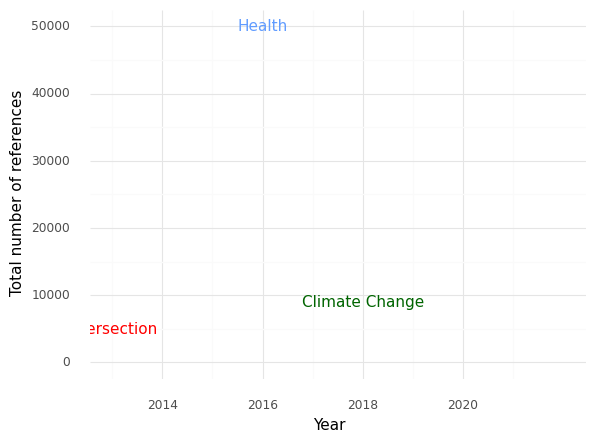 50000
Health
40000
30000
20000
10000
Climate Change
ersection
0
Total number of references
2014 2016 2018 2020
Year